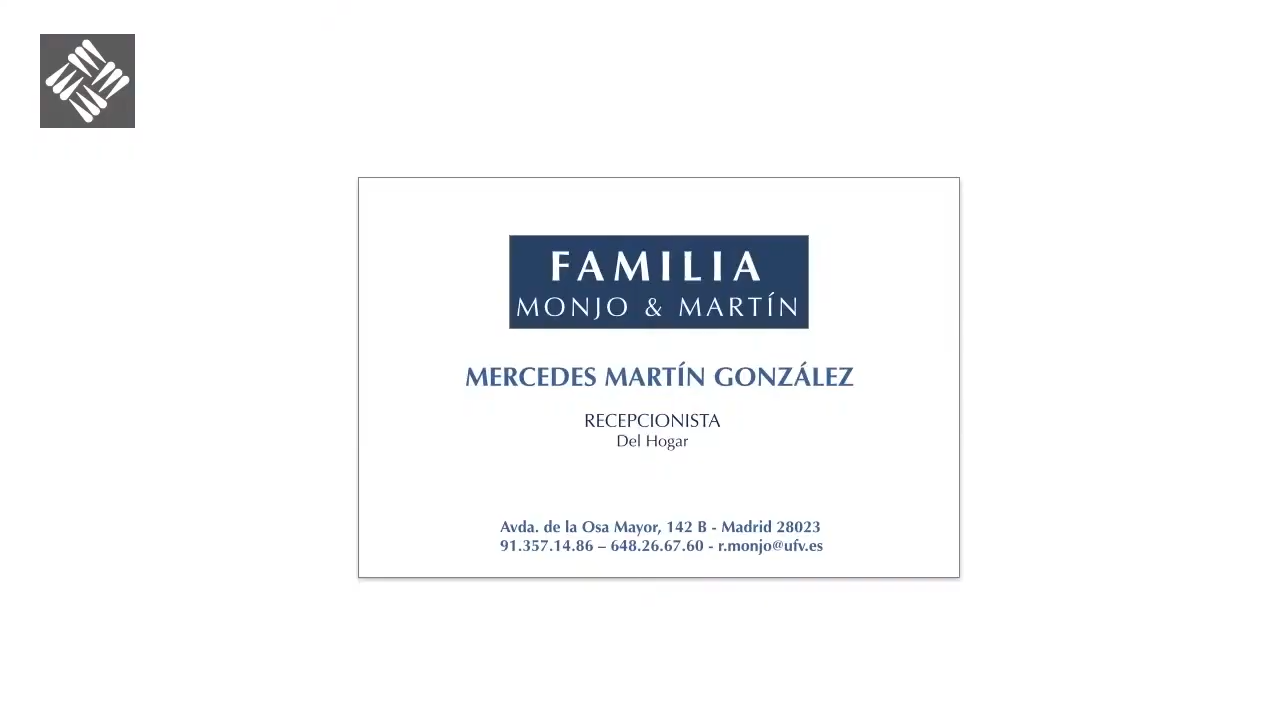 FAMILIA
MONJO & MARTÍN
MERCEDES MARTÍN GONZÁLEZ
RECEPCIONISTA
Del Hogar
Avda. de la Osa Mayor, 142 B - Madrid 28023
91.357.14.86 – 648.26.67.60 - r.monjo@ufv.es